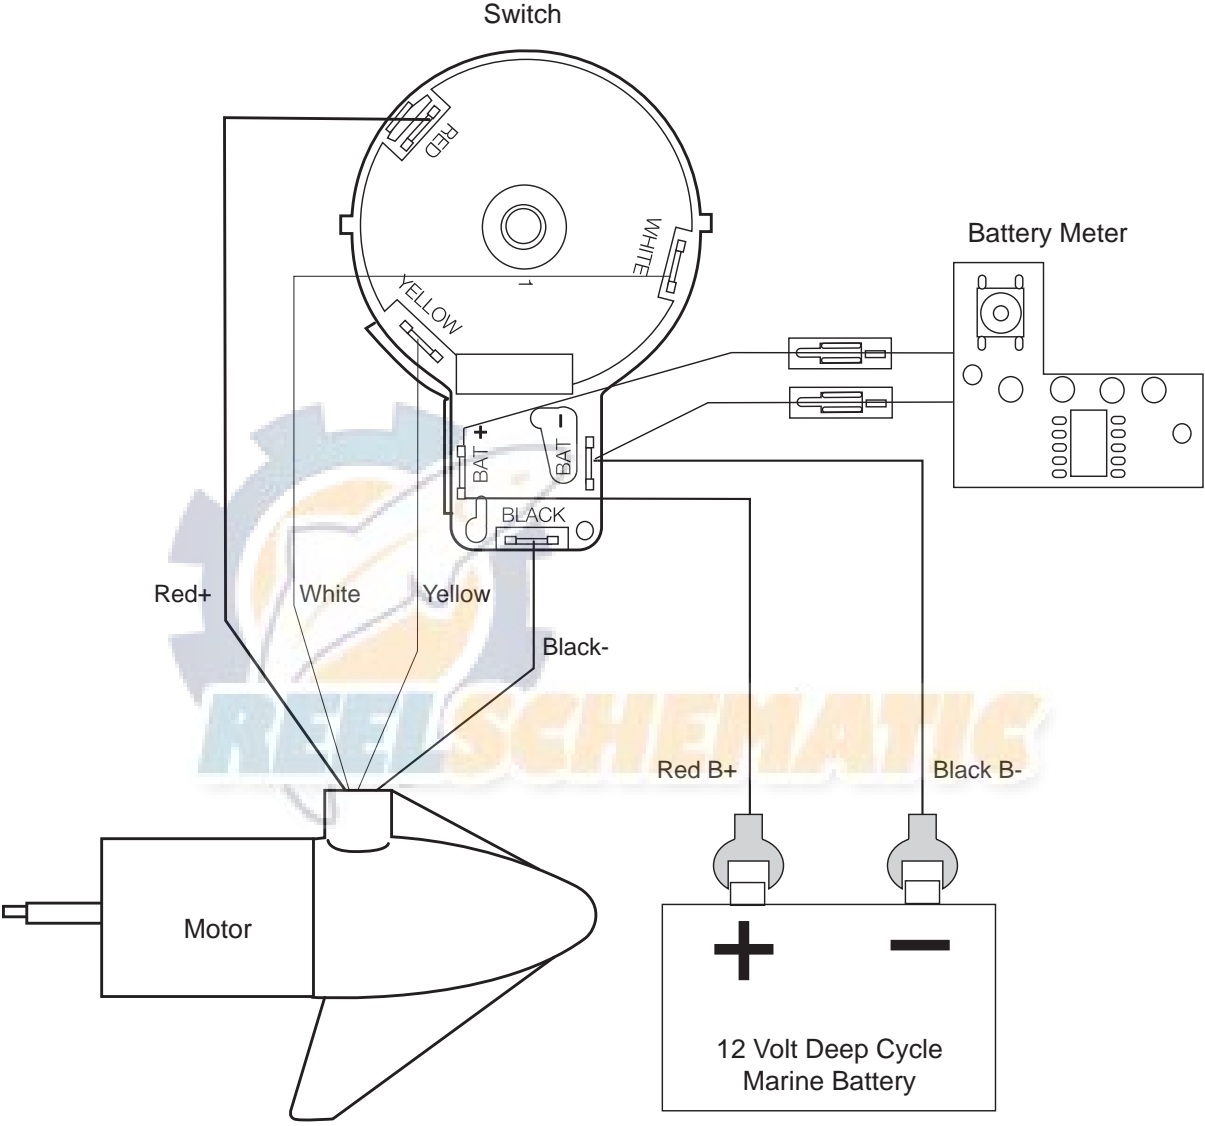 Switch
RED
WHITE
Battery Meter
1
YELLOW
BAT +
BAT −
BLACK
Red+
White
Yellow
Black-
REELSCHEMATIC
Red B+
Black B-
Motor
+ −
12 Volt Deep Cycle
Marine Battery